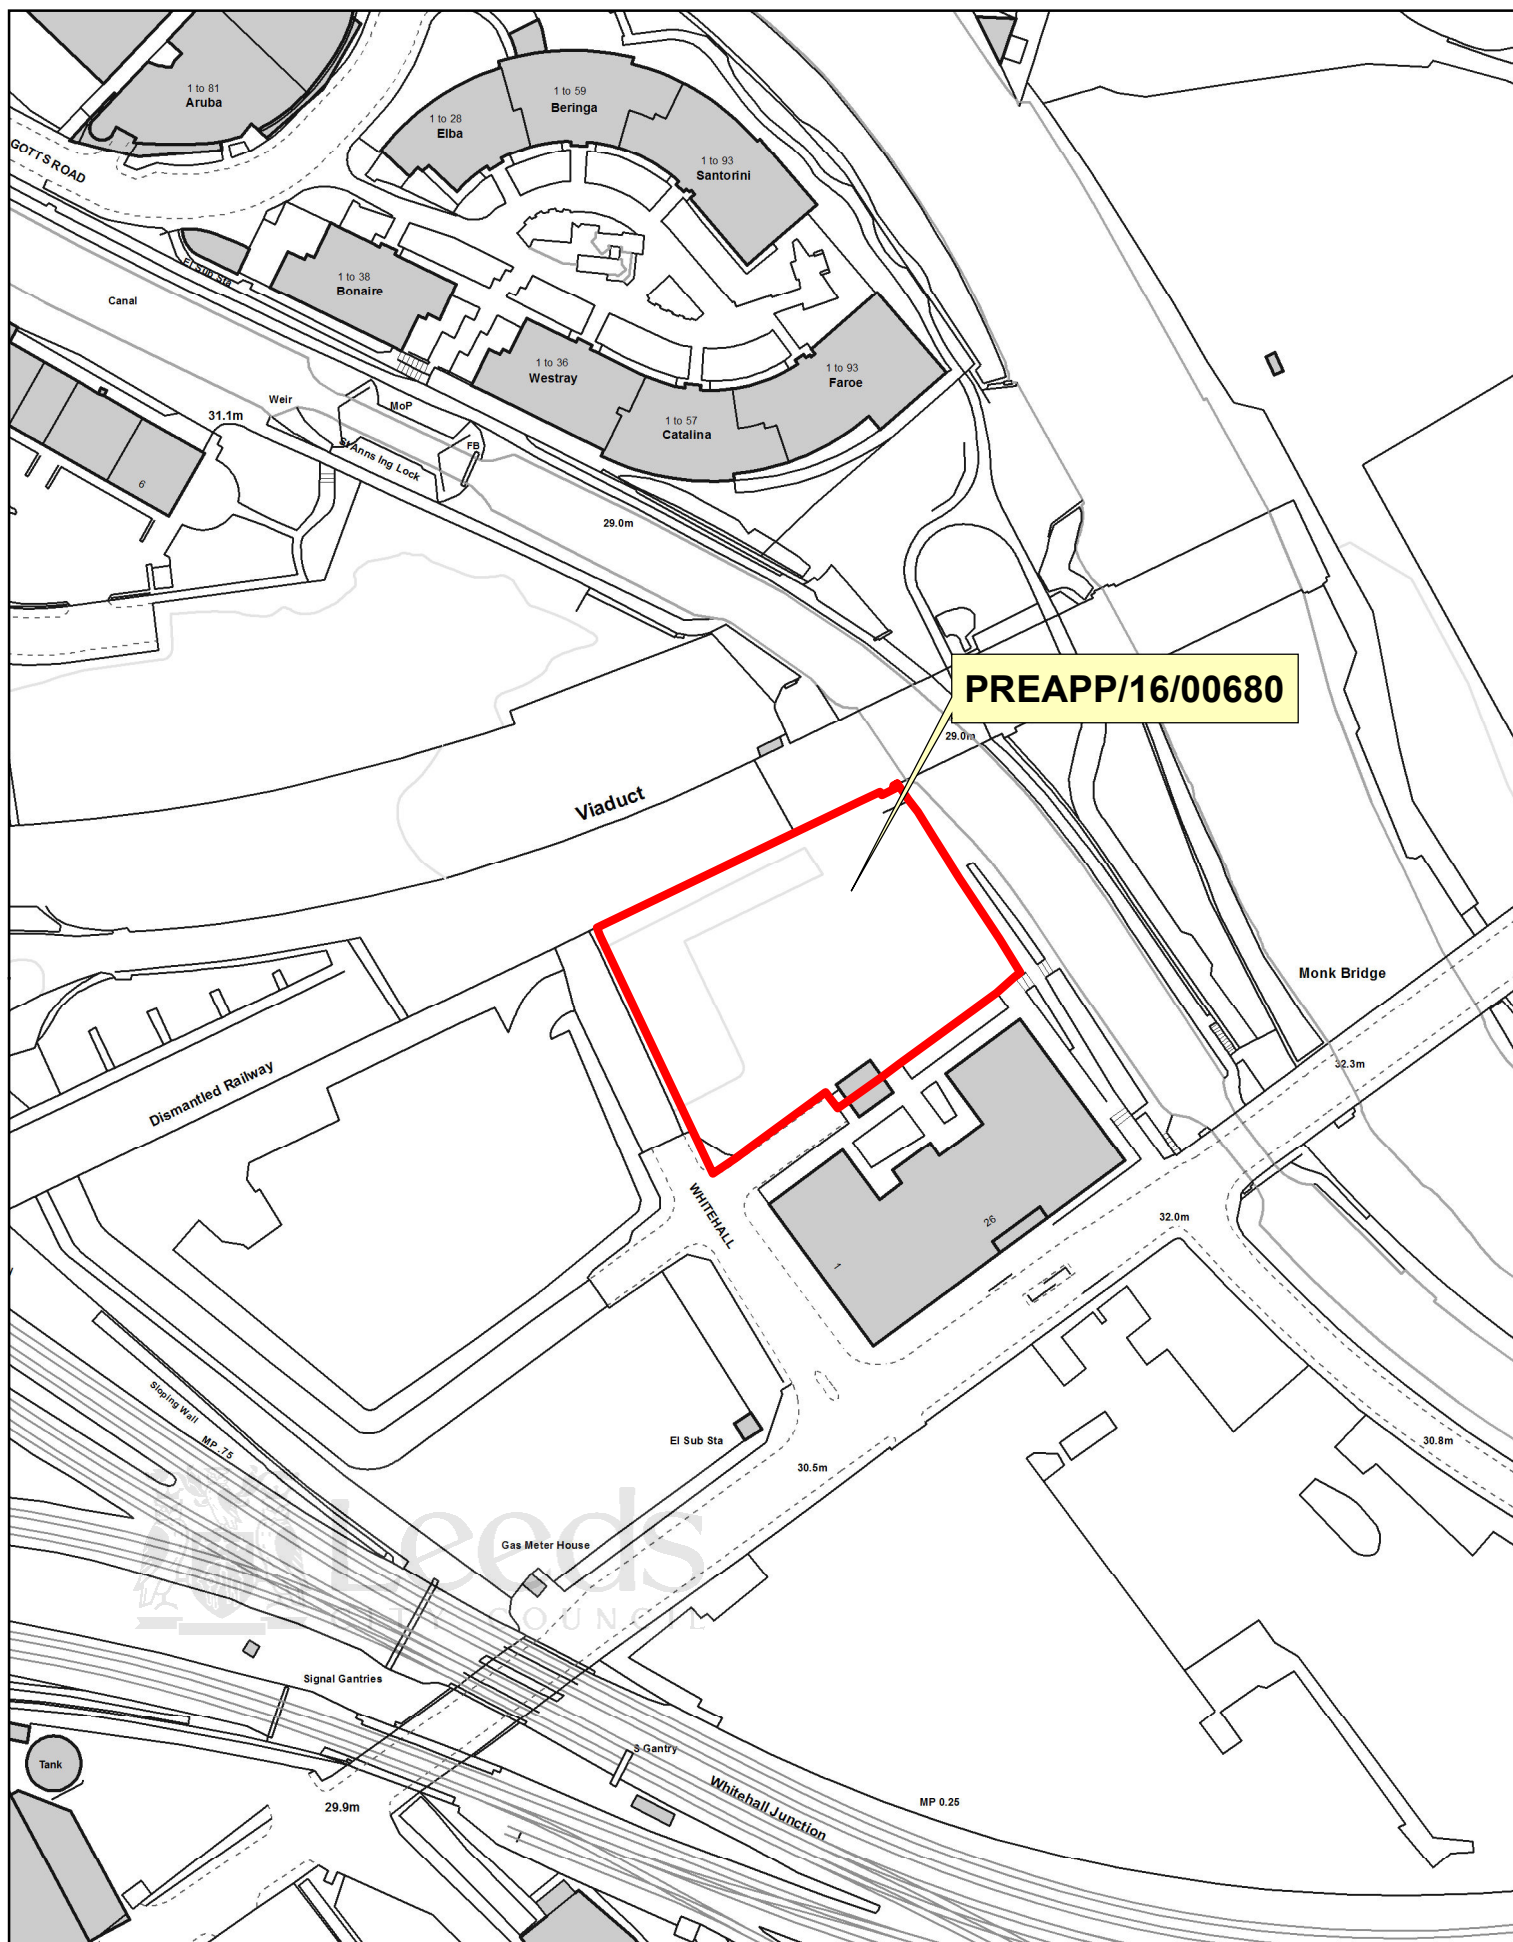 1 to 81
Aruba
1 to 59
Beringa
1 to 28
Elba
1 to 93
Santorini
GOTTS ROAD
El Sub Sta
1 to 38
Bonaire
Canal
1 to 36
Westray
1 to 93
Faroe
1 to 57
Catalina
Weir
MoP
31.1m
St Anns Ing Lock
FB
6
29.0m
PREAPP/16/00680
29.0m
Viaduct
Monk Bridge
32.3m
Dismantled Railway
WHITEHALL
26
32.0m
1
Sloping Wall
MP .75
El Sub Sta
30.5m
30.8m
Leeds
CITY COUNCIL
Gas Meter House
Signal Gantries
S Gantry
Tank
Whitehall Junction
MP 0.25
29.9m